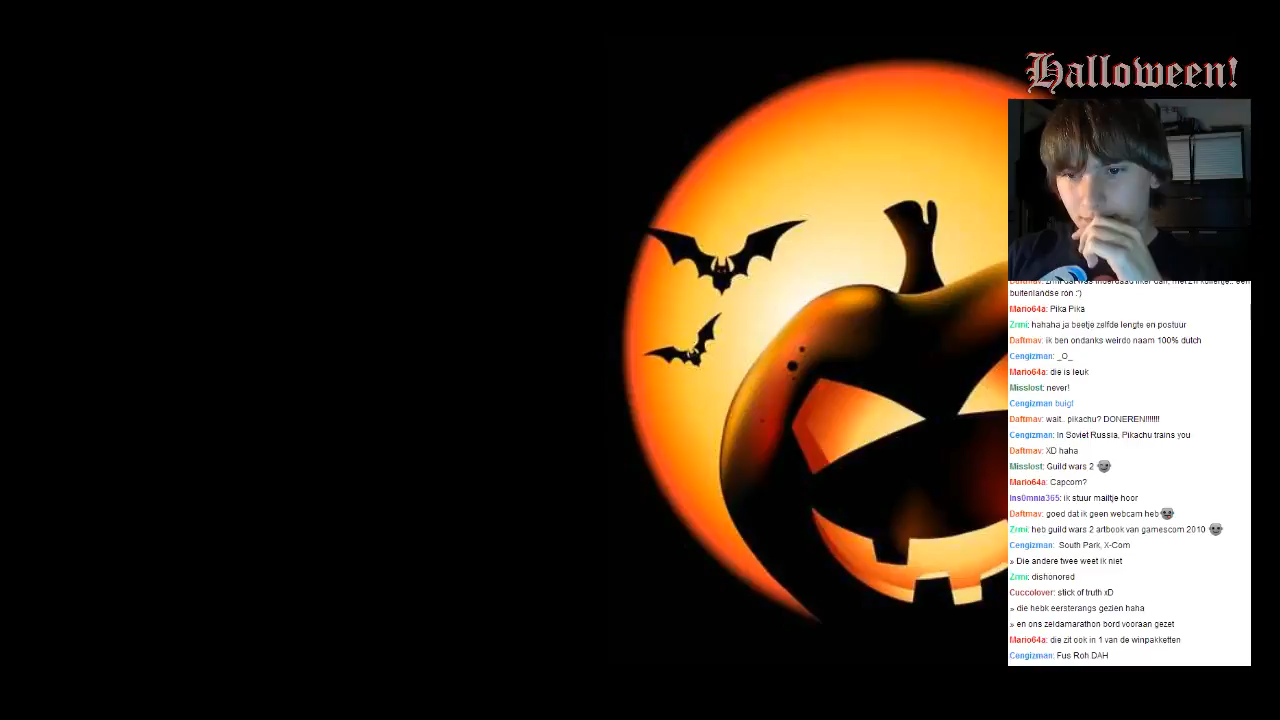 Halloween!
buitenlandse ron :')
Mario64a: Pika Pika
Zrmi: hahaha ja beetje zelfde lengte en postuur
Daftmav: ik ben ondanks weirdo naam 100% dutch
Cengizman: _O_
Mario64a: die is leuk
Misslost: never!
Cengizman buigt
Daftmav: wait.. pikachu? DONEREN!!!!!!!
Cengizman: In Soviet Russia, Pikachu trains you
Daftmav: XD haha
Misslost: Guild wars 2
Mario64a: Capcom?
Ins0mnia365: ik stuur mailtje hoor
Daftmav: goed dat ik geen webcam heb
Zrmi: heb guild wars 2 artbook van gamescom 2010
Cengizman: South Park, X-Com
» Die andere twee weet ik niet
Zrmi: dishonored
Cuccolover: stick of truth xD
» die hebk eersterangs gezien haha
» en ons zeldamarathon bord vooraan gezet
Mario64a: die zit ook in 1 van de winpakketten
Cengizman: Fus Roh DAH